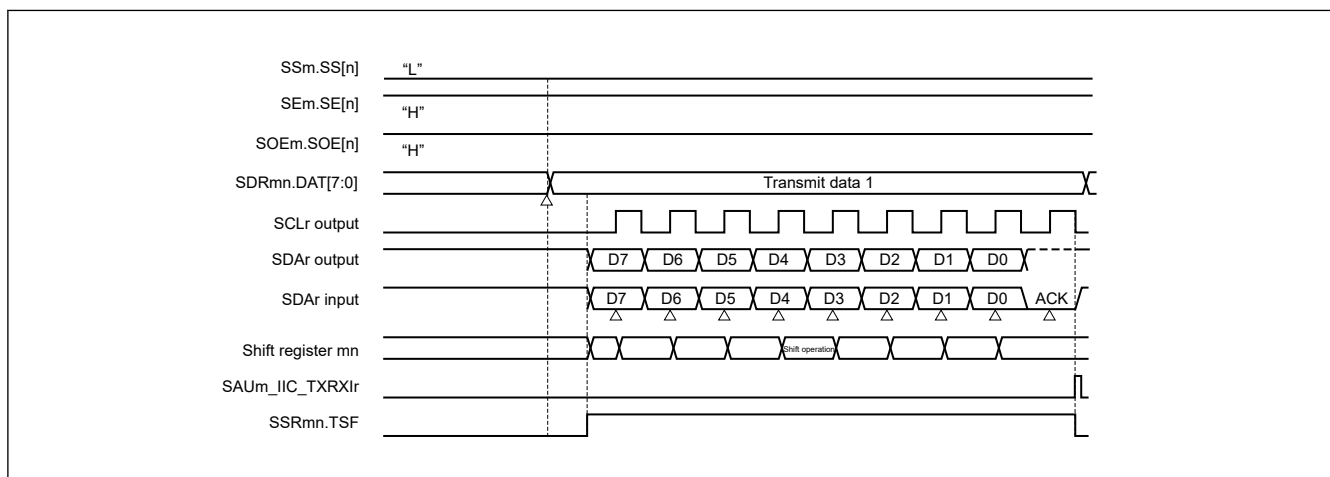 SSm.SS[n] “L”
SEm.SE[n] “H”
SOEm.SOE[n] “H”
SDRmn.DAT[7:0] Transmit data 1
SCLr output
SDAr output D7 D6 D5 D4 D3 D2 D1 D0
SDAr input D7 D6 D5 D4 D3 D2 D1 D0 ACK
Shift register mn Shift operation
SAUm_IIC_TXRXIr
SSRmn.TSF